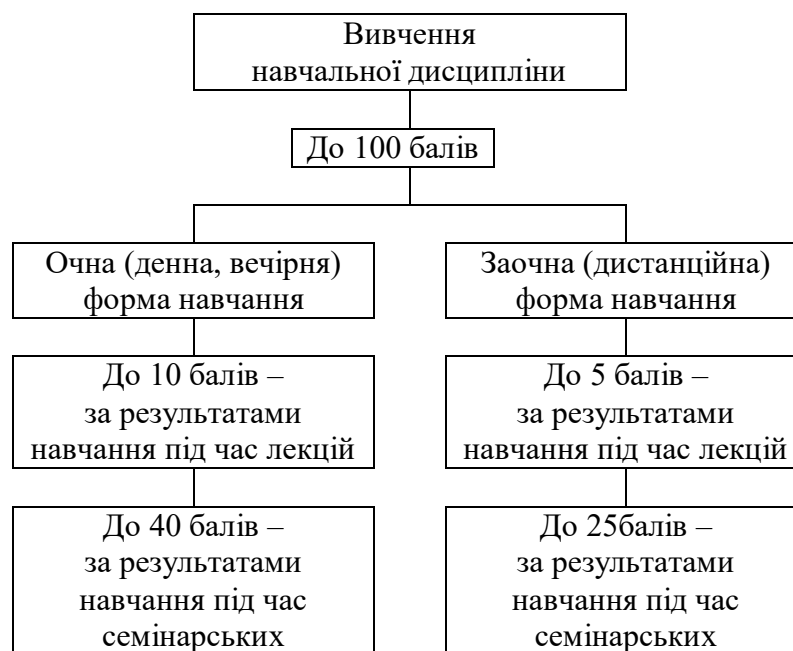 Вивчення
навчальної дисципліни
До 100 балів
Очна (денна, вечірня)
форма навчання
Заочна (дистанційна)
форма навчання
До 10 балів –
за результатами
навчання під час лекцій
До 5 балів –
за результатами
навчання під час лекцій
До 40 балів –
за результатами
навчання під час
семінарських
До 25балів –
за результатами
навчання під час
семінарських